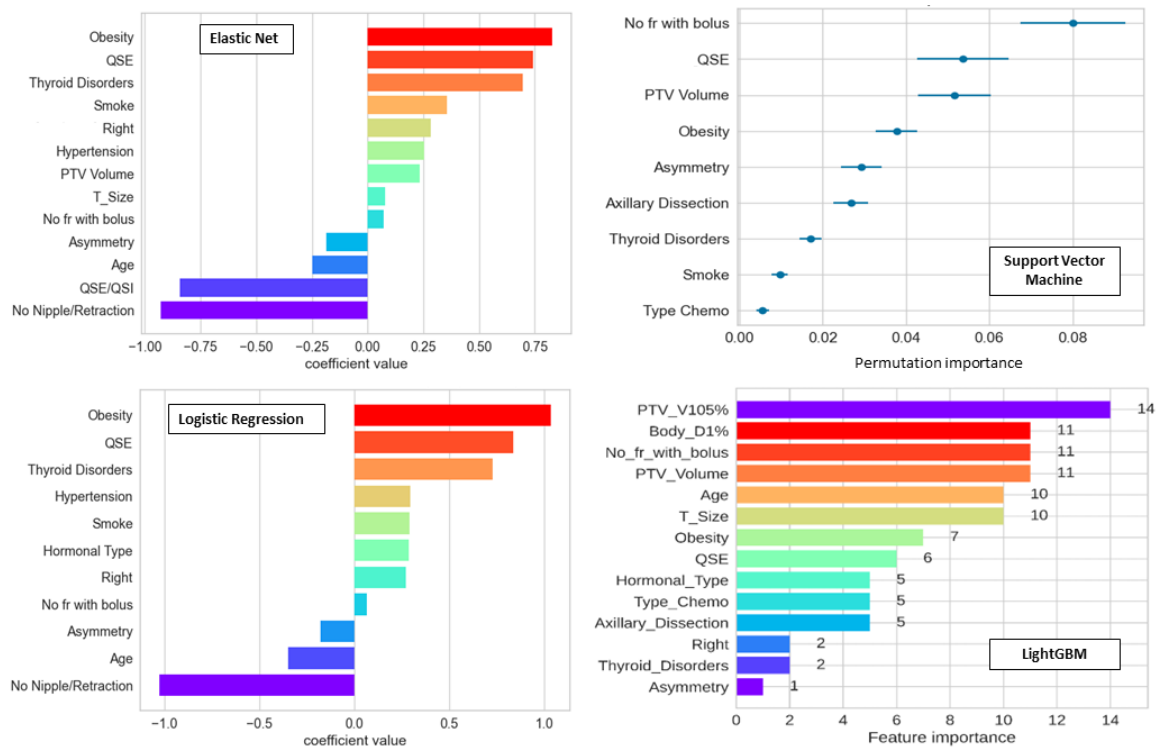 Elastic Net
Obesity
QSE
Thyroid Disorders
Smoke
Right
Hypertension
PTV Volume
T_Size
No fr with bolus
Asymmetry
Age
QSE/QSI
No Nipple/Retraction
−1.00 −0.75 −0.50 −0.25 0.00 0.25 0.50 0.75
coefficient value
No fr with bolus
QSE
PTV Volume
Obesity
Asymmetry
Axillary Dissection
Thyroid Disorders
Smoke
Type Chemo
Support Vector
Machine
0.00 0.02 0.04 0.06 0.08
Permutation importance
Logistic Regression
Obesity
QSE
Thyroid Disorders
Hypertension
Smoke
Hormonal Type
Right
No fr with bolus
Asymmetry
Age
No Nipple/Retraction
−1.0 −0.5 0.0 0.5 1.0
coefficient value
PTV_V105% 14
Body_D1% 11
No_fr_with_bolus 11
PTV_Volume 11
Age 10
T_Size 10
Obesity 7
QSE 6
Hormonal_Type 5
Type_Chemo 5
Axillary_Dissection 5
Right 2
Thyroid_Disorders 2
Asymmetry 1
LightGBM
0 2 4 6 8 10 12 14
Feature importance